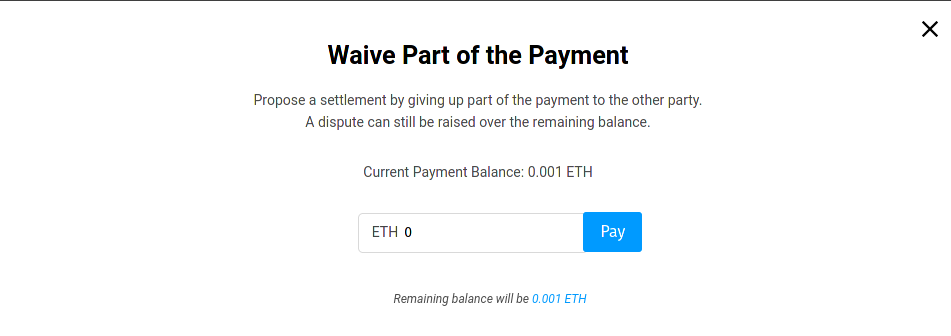 Waive Part of the Payment
Propose a settlement by giving up part of the payment to the other party.
A dispute can still be raised over the remaining balance.
Current Payment Balance: 0.001 ETH
ETH 0 Pay
Remaining balance will be 0.001 ETH